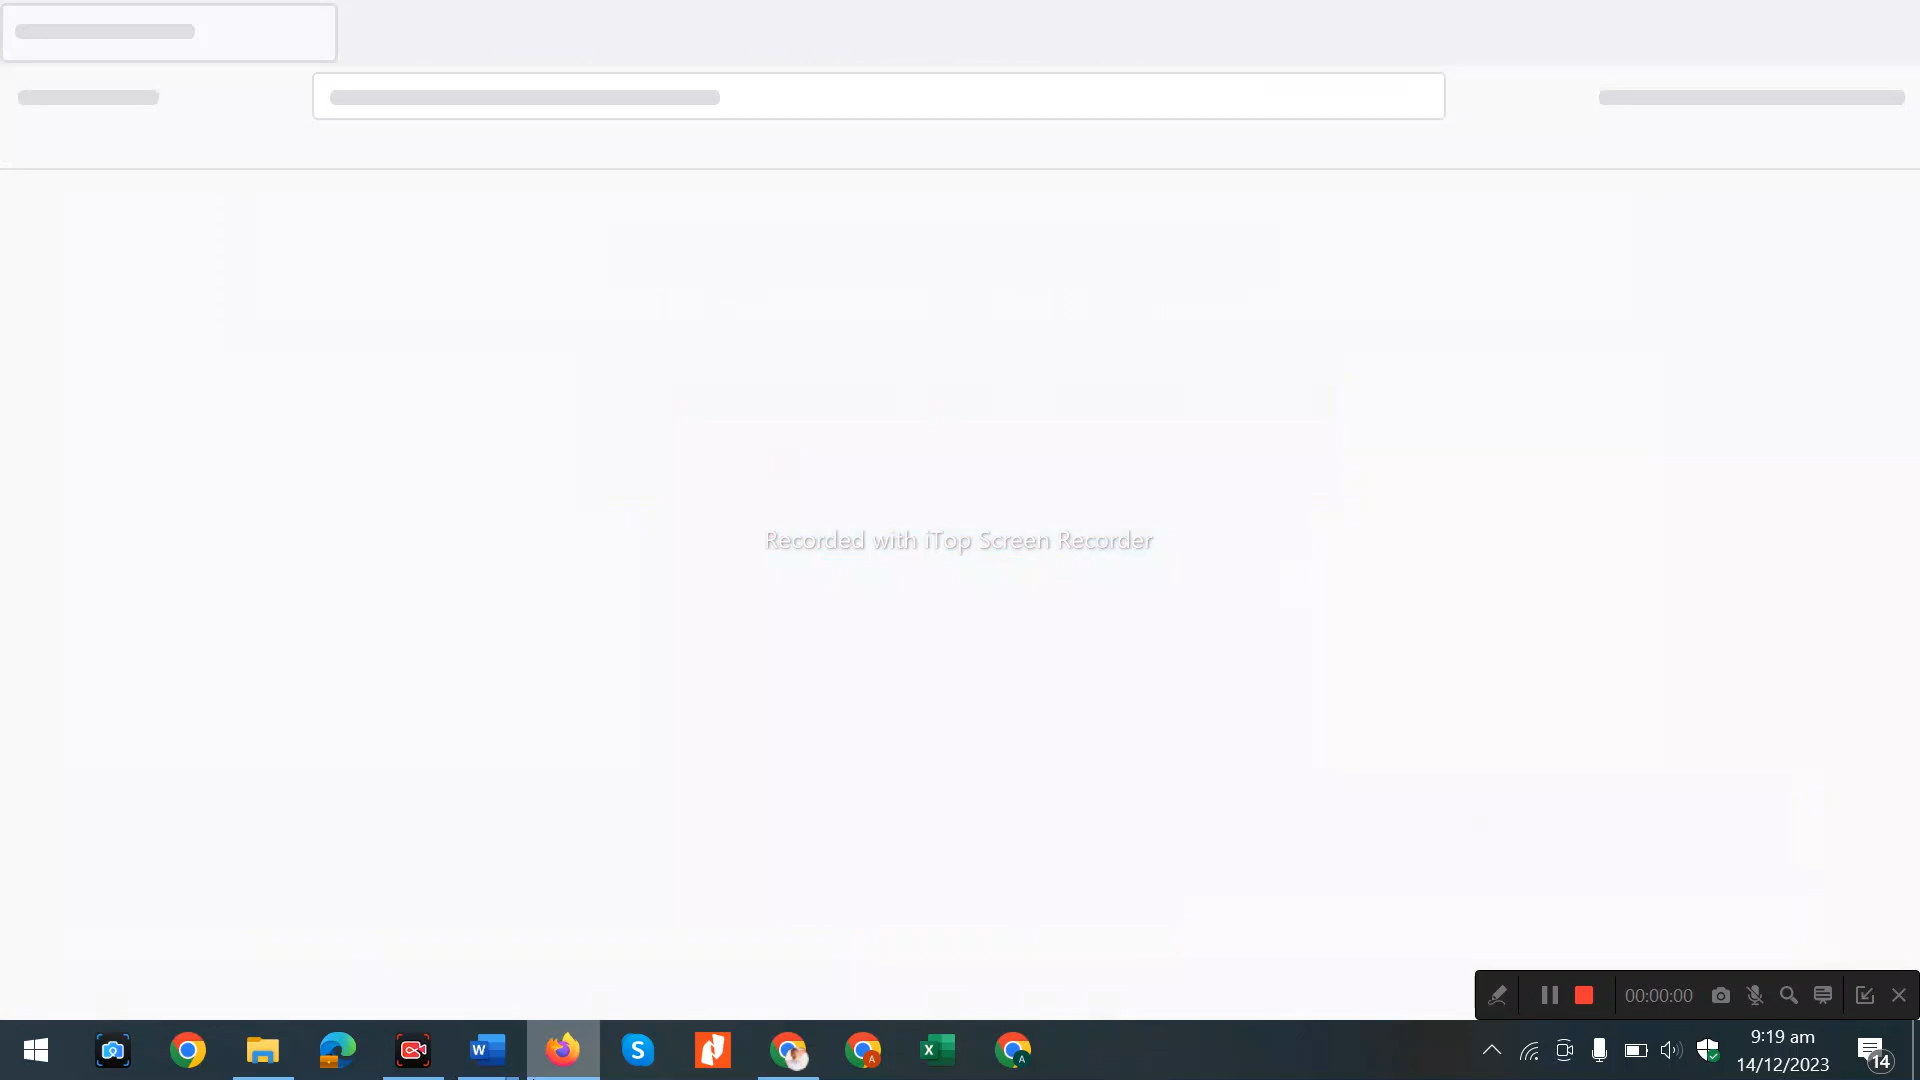 Recorded with iTop Screen Recorder
00:00:00
9:19 am
14/12/2023
14
W
S
A
X
A